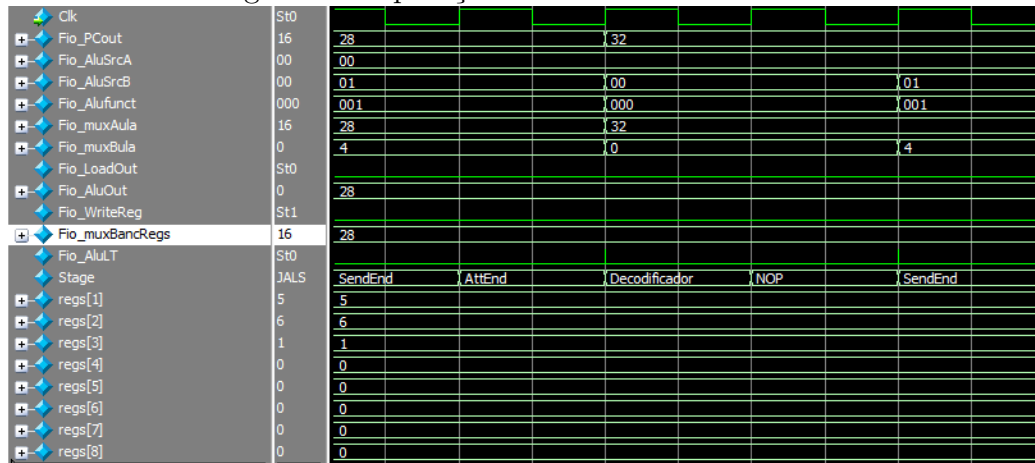 Clk St0
Fio_PCout 16 28 32
Fio_AluSrcA 00 00
Fio_AluSrcB 00 01 00 01
Fio_Alufunct 000 001 000 001
Fio_muxAula 16 28 32
Fio_muxBula 0 4 0 4
Fio_LoadOut St0
Fio_AluOut 0 28
Fio_WriteReg St1
Fio_muxBancRegs 16 28
Fio_AluLT St0
Stage JALS SendEnd AttEnd Decodificador NOP SendEnd
regs[1] 5 5
regs[2] 6 6
regs[3] 1 1
regs[4] 0 0
regs[5] 0 0
regs[6] 0 0
regs[7] 0 0
regs[8] 0 0